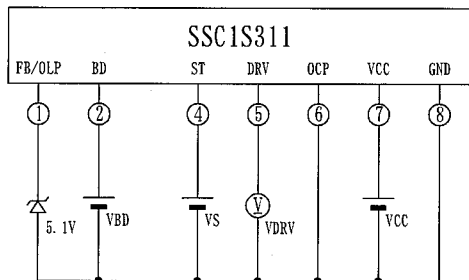 SSC1S311
FB/OLP BD ST DRV OCP VCC GND
1 2 4 5 6 7 8
5.1V VBD VS V VDRV VCC